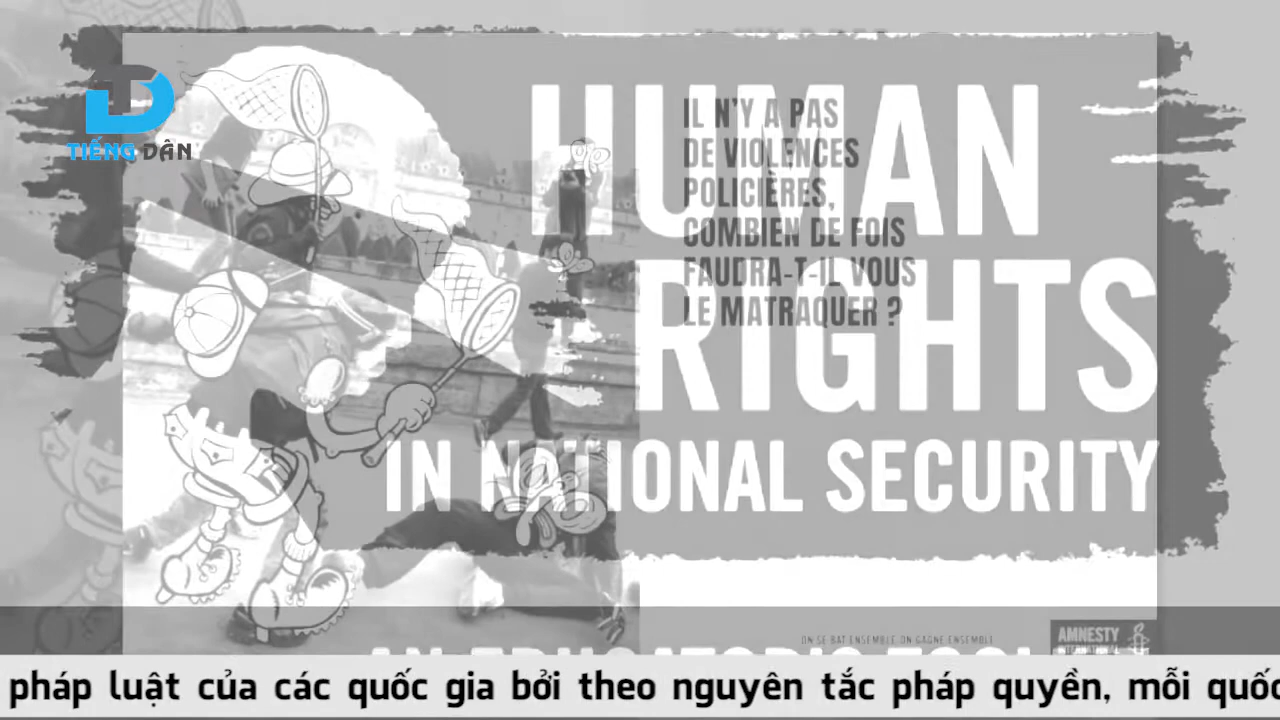 TIẾNG DÂN
HUMAN
RIGHTS
IN NATIONAL SECURITY
IL N'Y A PAS
DE VIOLENCES
POLICIÈRES,
COMBIEN DE FOIS
FAUDRA-T-IL VOUS
LE MATRAQUER ?
ON SE BAT ENSEMBLE, ON GAGNE ENSEMBLE
AMNESTY
INTERNATIONAL
pháp luật của các quốc gia bởi theo nguyên tắc pháp quyền, mỗi quốc